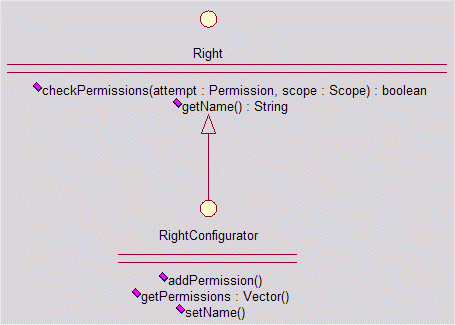 Right
checkPermissions(attempt : Permission, scope : Scope) : boolean
getName() : String
RightConfigurator
addPermission()
getPermissions : Vector()
setName()